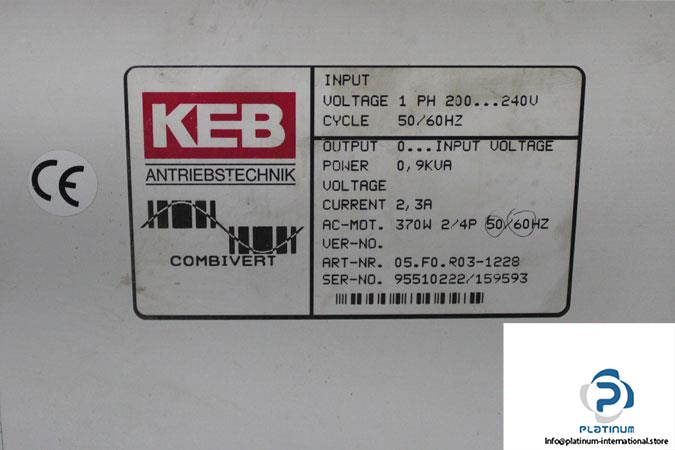 CE
KEB
ANTRIEBSTECHNIK
COMBIVERT
INPUT
VOLTAGE 1 PH 200...240V
CYCLE 50/60HZ
OUTPUT 0...INPUT VOLTAGE
POWER 0,9KVA
VOLTAGE
CURRENT 2,3A
AC-MOT. 370W 2/4P 50/60HZ
VER-NO.
ART-NR. 05.F0.R03-1228
SER-NO. 95510222/159593
PLATINUM
Info@platinum-international.store